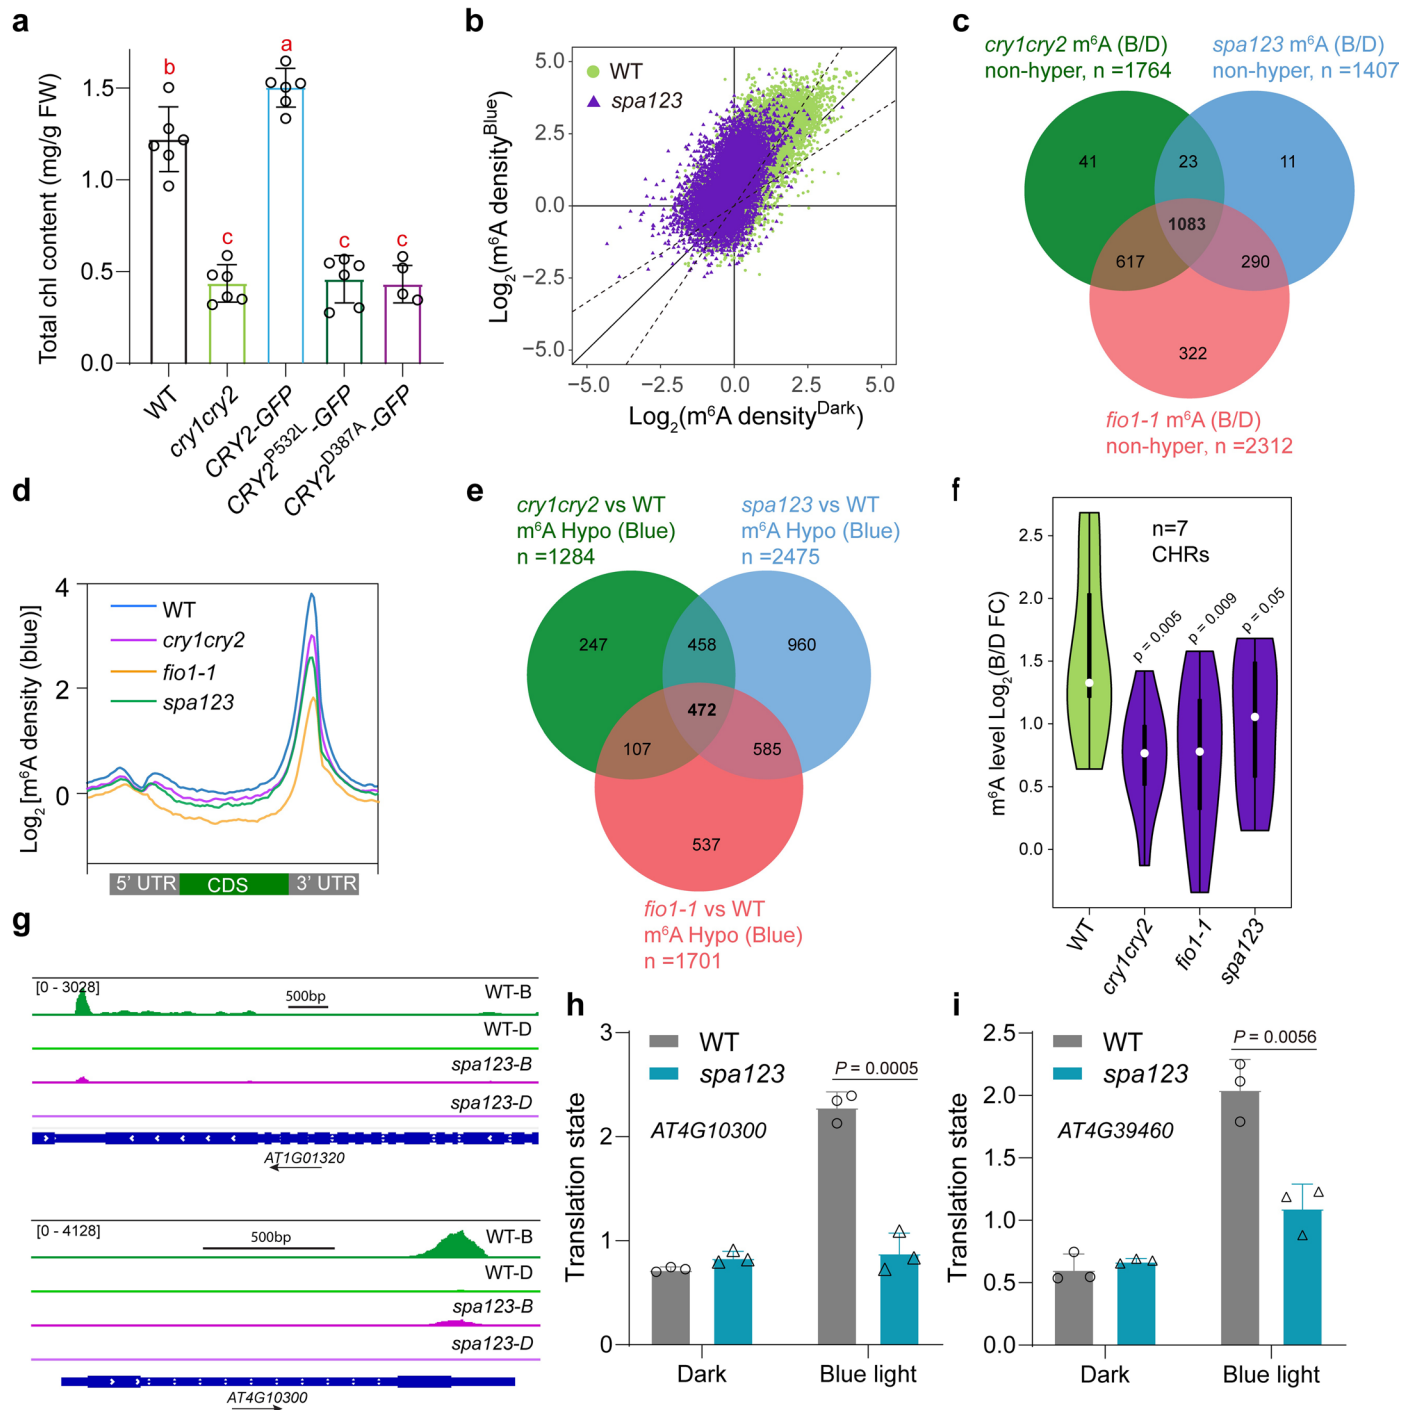 a
Total chl content (mg/g FW)
1.5
1.0
0.5
0.0
b
c
a
c
c
WT
cry1cry2
CRY2-GFP
CRY2P532L-GFP
CRY2D387A-GFP
b
Log2(m6A densityBlue)
5.0
2.5
0.0
−2.5
−5.0
WT
spa123
−5.0 −2.5 0.0 2.5 5.0
Log2(m6A densityDark)
c
cry1cry2 m6A (B/D)
non-hyper, n =1764
spa123 m6A (B/D)
non-hyper, n =1407
41
23
11
1083
617
290
322
fio1-1 m6A (B/D)
non-hyper, n =2312
d
Log2 [m6A density (blue)]
4
2
0
WT
cry1cry2
fio1-1
spa123
5' UTR CDS 3' UTR
e
cry1cry2 vs WT
m6A Hypo (Blue)
n =1284
spa123 vs WT
m6A Hypo (Blue)
n =2475
247
458
960
472
107
585
537
fio1-1 vs WT
m6A Hypo (Blue)
n =1701
f
m6A level Log2(B/D FC)
2.5
2.0
1.5
1.0
0.5
0.0
n=7
CHRs
p = 0.005
p = 0.009
p = 0.05
WT
cry1cry2
fio1-1
spa123
g
[0 - 3028]
500bp
WT-B
WT-D
spa123-B
spa123-D
AT1G01320
[0 - 4128]
500bp
WT-B
WT-D
spa123-B
spa123-D
AT4G10300
h
Translation state
3
2
1
0
WT
spa123
P = 0.0005
AT4G10300
Dark Blue light
i
Translation state
2.5
2.0
1.5
1.0
0.5
0.0
WT
spa123
P = 0.0056
AT4G39460
Dark Blue light